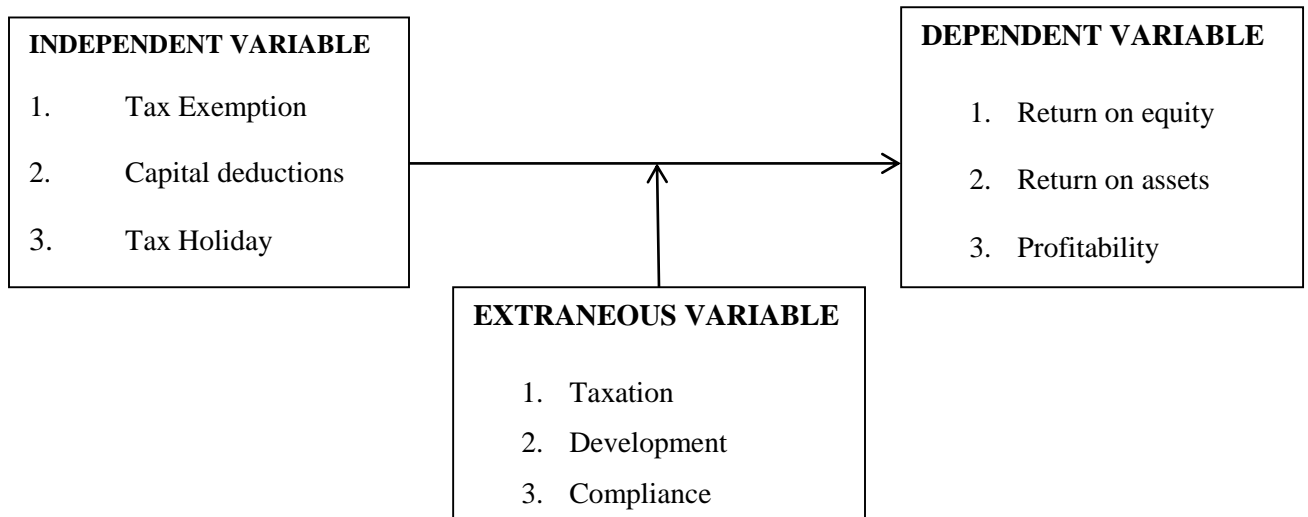 INDEPENDENT VARIABLE
1. Tax Exemption
2. Capital deductions
3. Tax Holiday
DEPENDENT VARIABLE
1. Return on equity
2. Return on assets
3. Profitability
EXTRANEOUS VARIABLE
1. Taxation
2. Development
3. Compliance